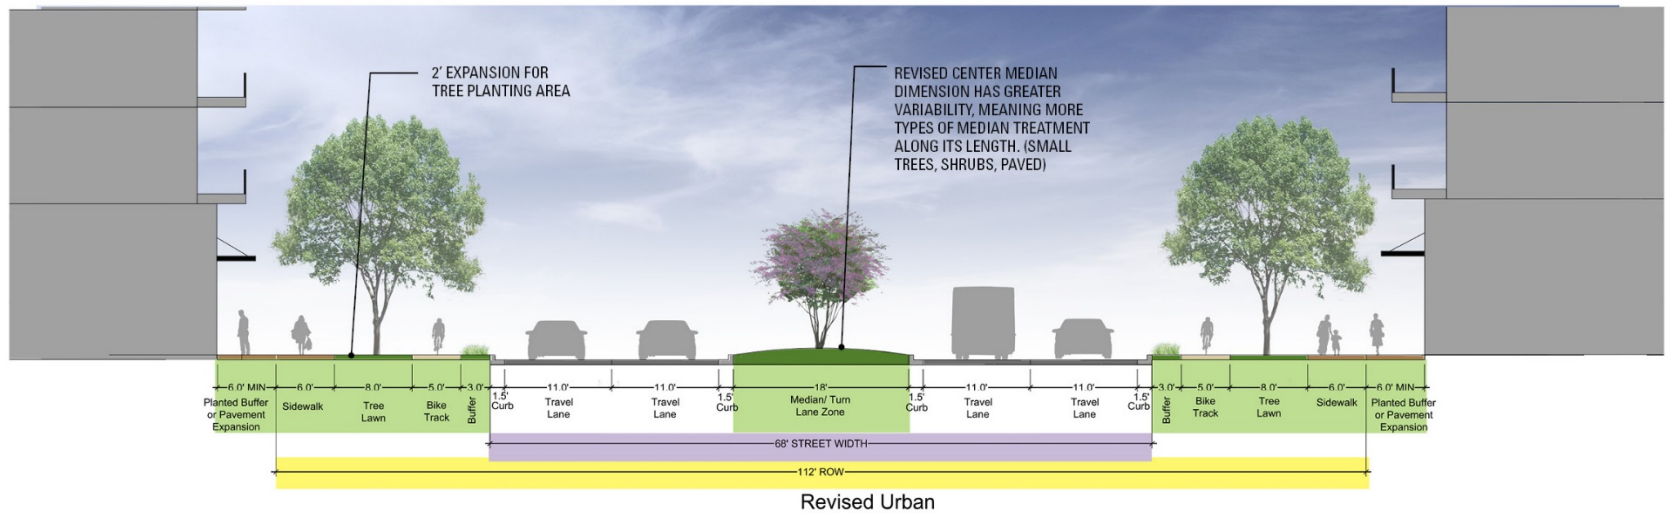 2' EXPANSION FOR
TREE PLANTING AREA
REVISED CENTER MEDIAN
DIMENSION HAS GREATER
VARIABILITY, MEANING MORE
TYPES OF MEDIAN TREATMENT
ALONG ITS LENGTH. (SMALL
TREES, SHRUBS, PAVED)
6.0' MIN
Planted Buffer
or Pavement
Expansion
6.0'
Sidewalk
8.0'
Tree
Lawn
5.0'
Bike
Track
3.0'
Buffer
1.5'
Curb
11.0'
Travel
Lane
11.0'
Travel
Lane
1.5'
Curb
18'
Median/ Turn
Lane Zone
1.5'
Curb
11.0'
Travel
Lane
11.0'
Travel
Lane
1.5'
Curb
3.0'
Buffer
5.0'
Bike
Track
8.0'
Tree
Lawn
6.0'
Sidewalk
6.0' MIN
Planted Buffer
or Pavement
Expansion
68' STREET WIDTH
112' ROW
Revised Urban